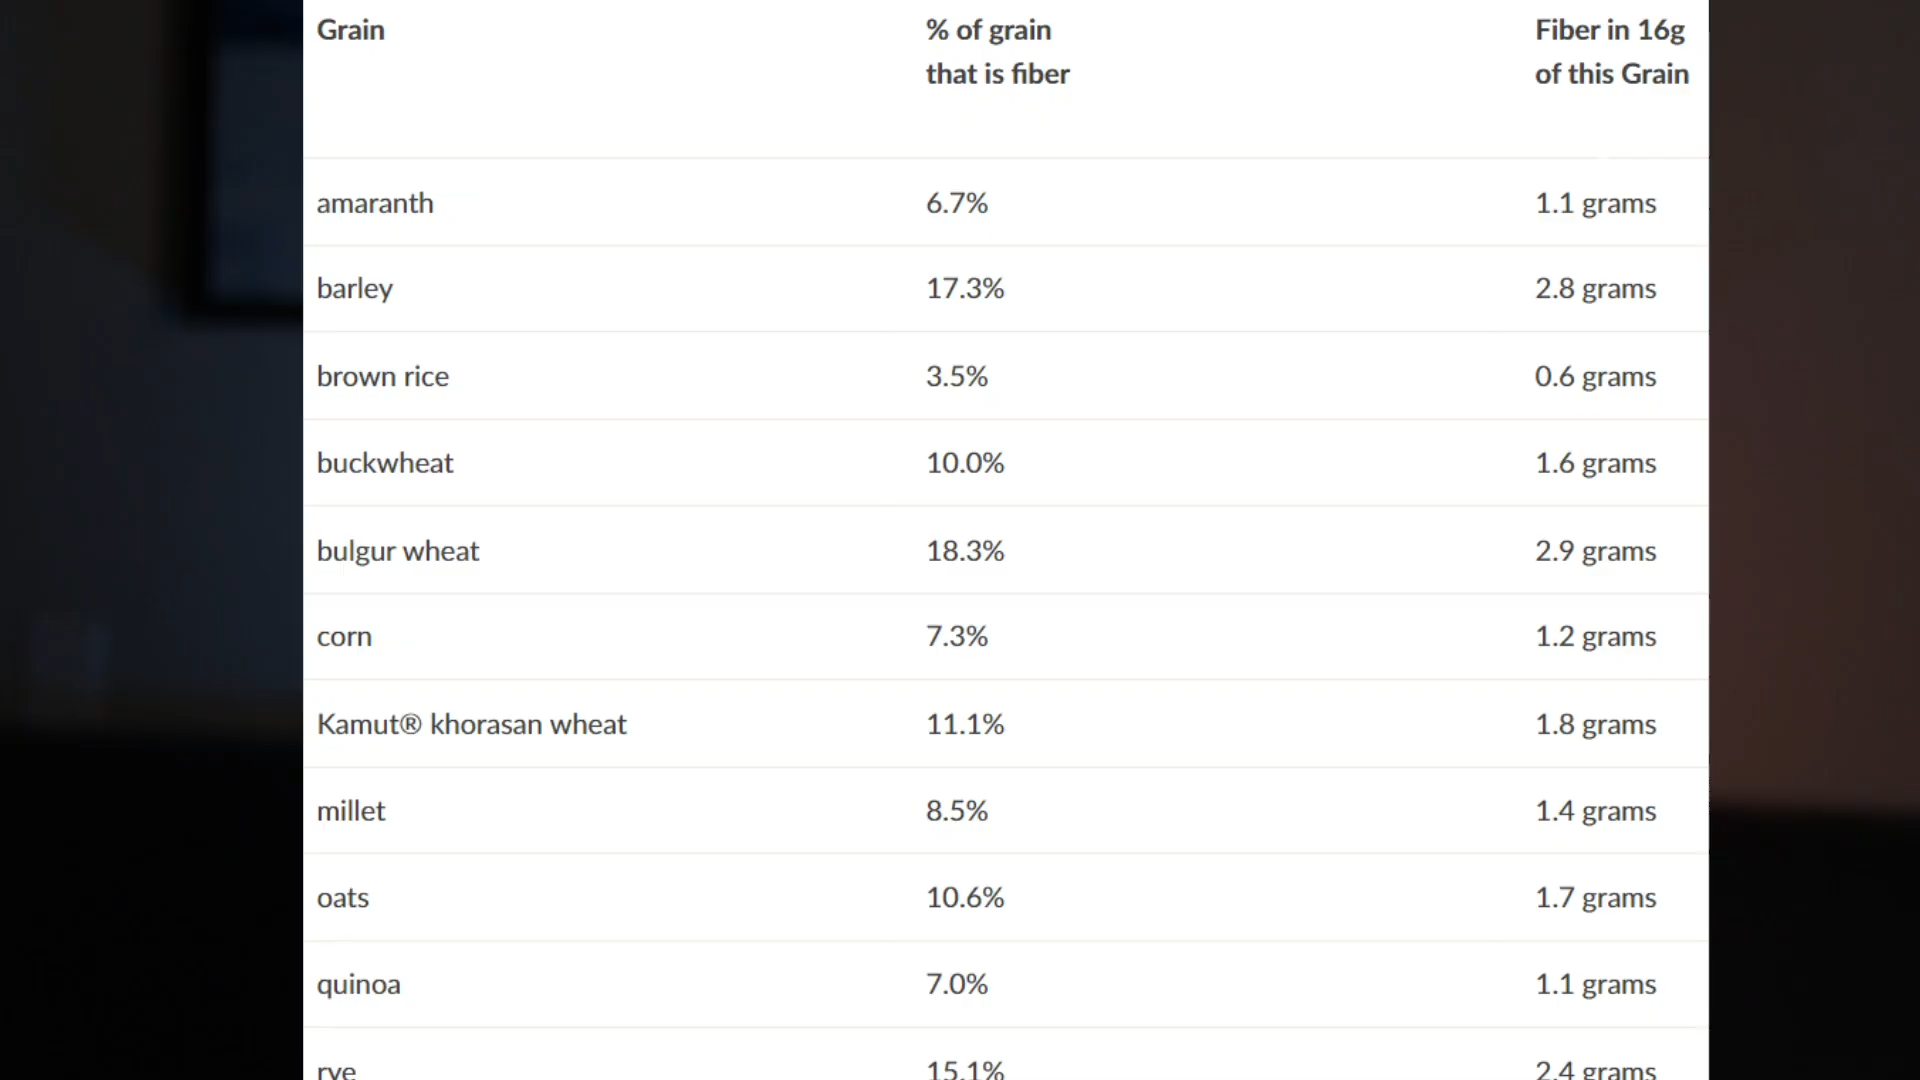 Grain % of grain Fiber in 16g
that is fiber of this Grain
amaranth 6.7% 1.1 grams
barley 17.3% 2.8 grams
brown rice 3.5% 0.6 grams
buckwheat 10.0% 1.6 grams
bulgur wheat 18.3% 2.9 grams
corn 7.3% 1.2 grams
Kamut® khorasan wheat 11.1% 1.8 grams
millet 8.5% 1.4 grams
oats 10.6% 1.7 grams
quinoa 7.0% 1.1 grams
rye 15.1% 2.4 grams